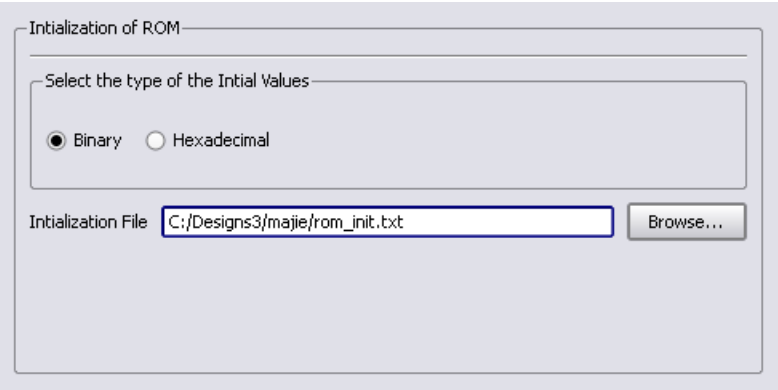 Intialization of ROM
Select the type of the Intial Values
Binary Hexadecimal
Intialization File C:/Designs3/majie/rom_init.txt Browse...